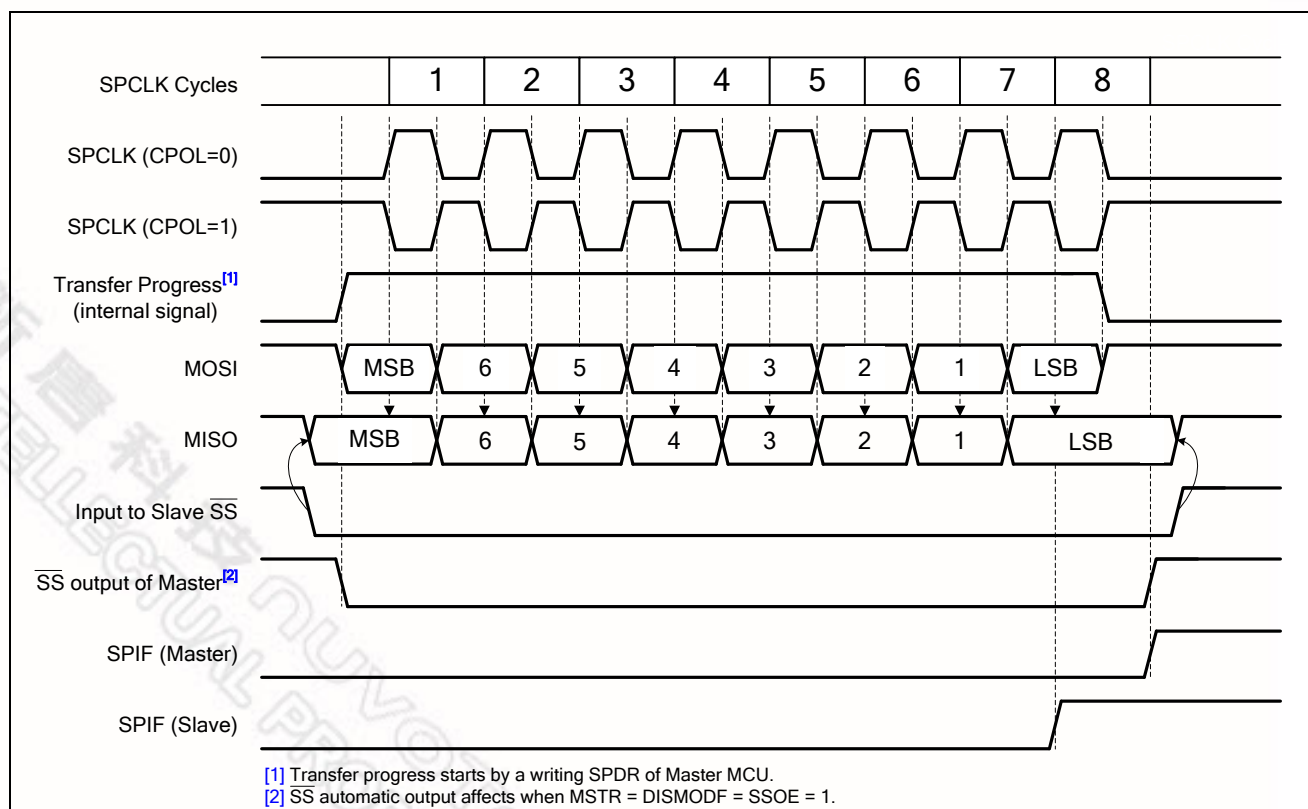 SPCLK Cycles 1 2 3 4 5 6 7 8
SPCLK (CPOL=0)
SPCLK (CPOL=1)
Transfer Progress[1]
(internal signal)
MOSI MSB 6 5 4 3 2 1 LSB
MISO MSB 6 5 4 3 2 1 LSB
Input to Slave S̅S̅
S̅S̅ output of Master[2]
SPIF (Master)
SPIF (Slave)
[1] Transfer progress starts by a writing SPDR of Master MCU.
[2] S̅S̅ automatic output affects when MSTR = DISMODF = SSOE = 1.